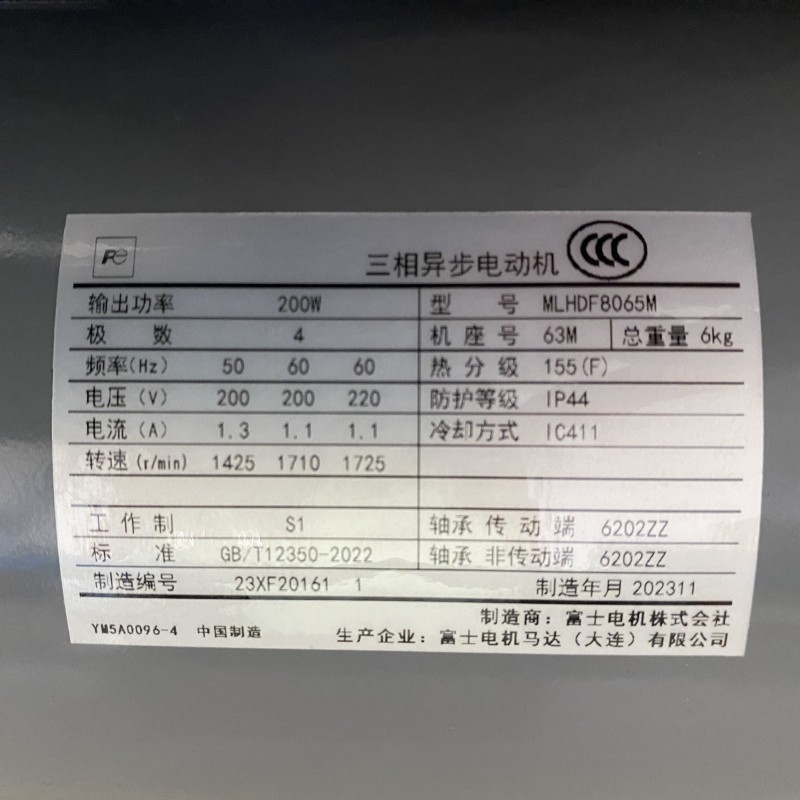 Fe
三相异步电动机 CCC
输出功率 200W 型号 MLHDF8065M
极数 4 机座号 63M 总重量 6kg
频率(Hz) 50 60 60 热分级 155(F)
电压(V) 200 200 220 防护等级 IP44
电流(A) 1.3 1.1 1.1 冷却方式 IC411
转速(r/min) 1425 1710 1725
工作制 S1 轴承 传动端 6202ZZ
标准 GB/T12350-2022 轴承 非传动端 6202ZZ
制造编号 23XF20161 1 制造年月 202311
制造商：富士电机株式会社
YM5A0096-4 中国制造 生产企业：富士电机马达（大连）有限公司